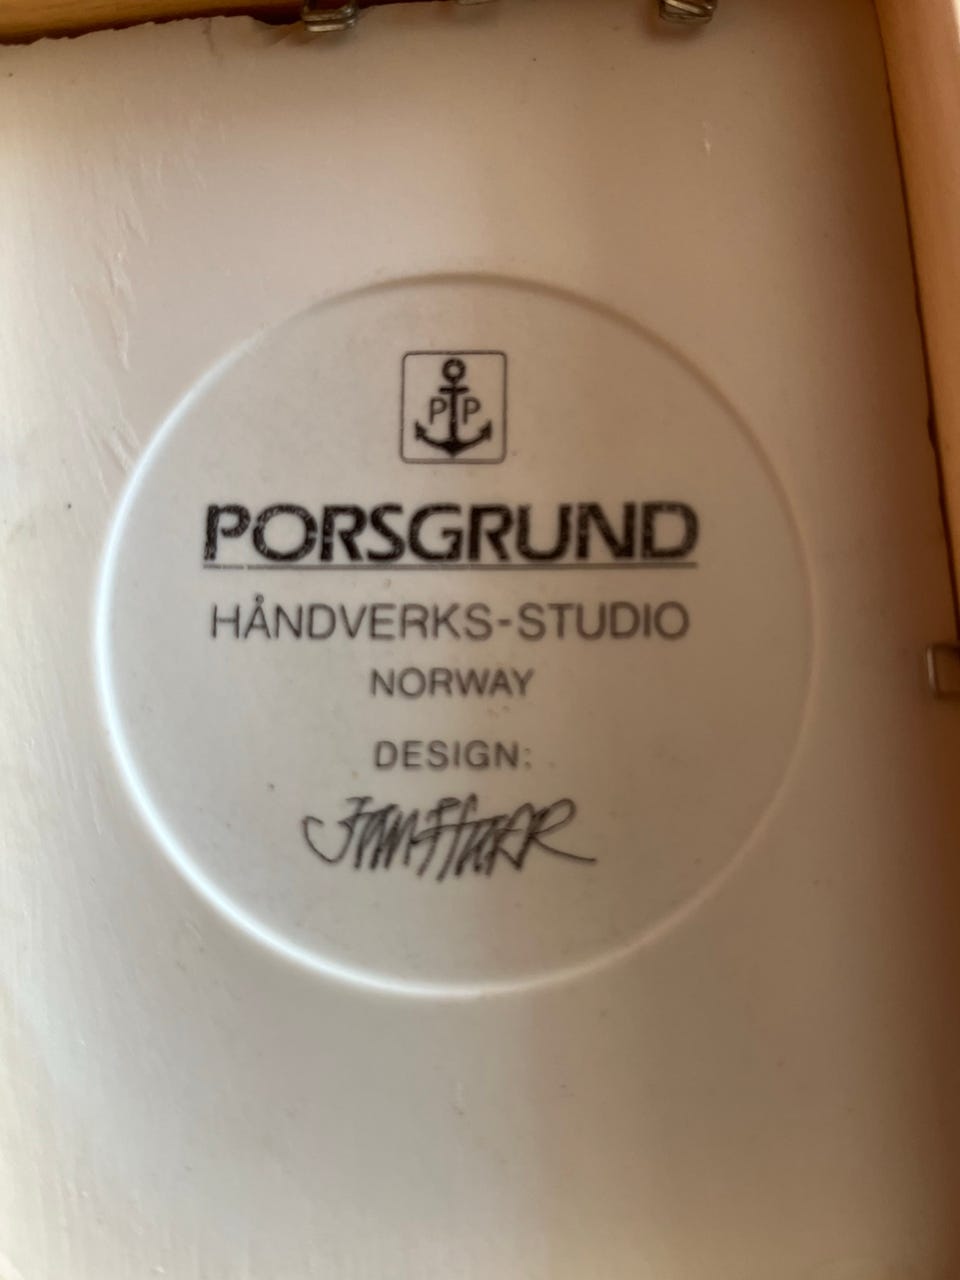 P P
PORSGRUND
HÅNDVERKS-STUDIO
NORWAY
DESIGN: